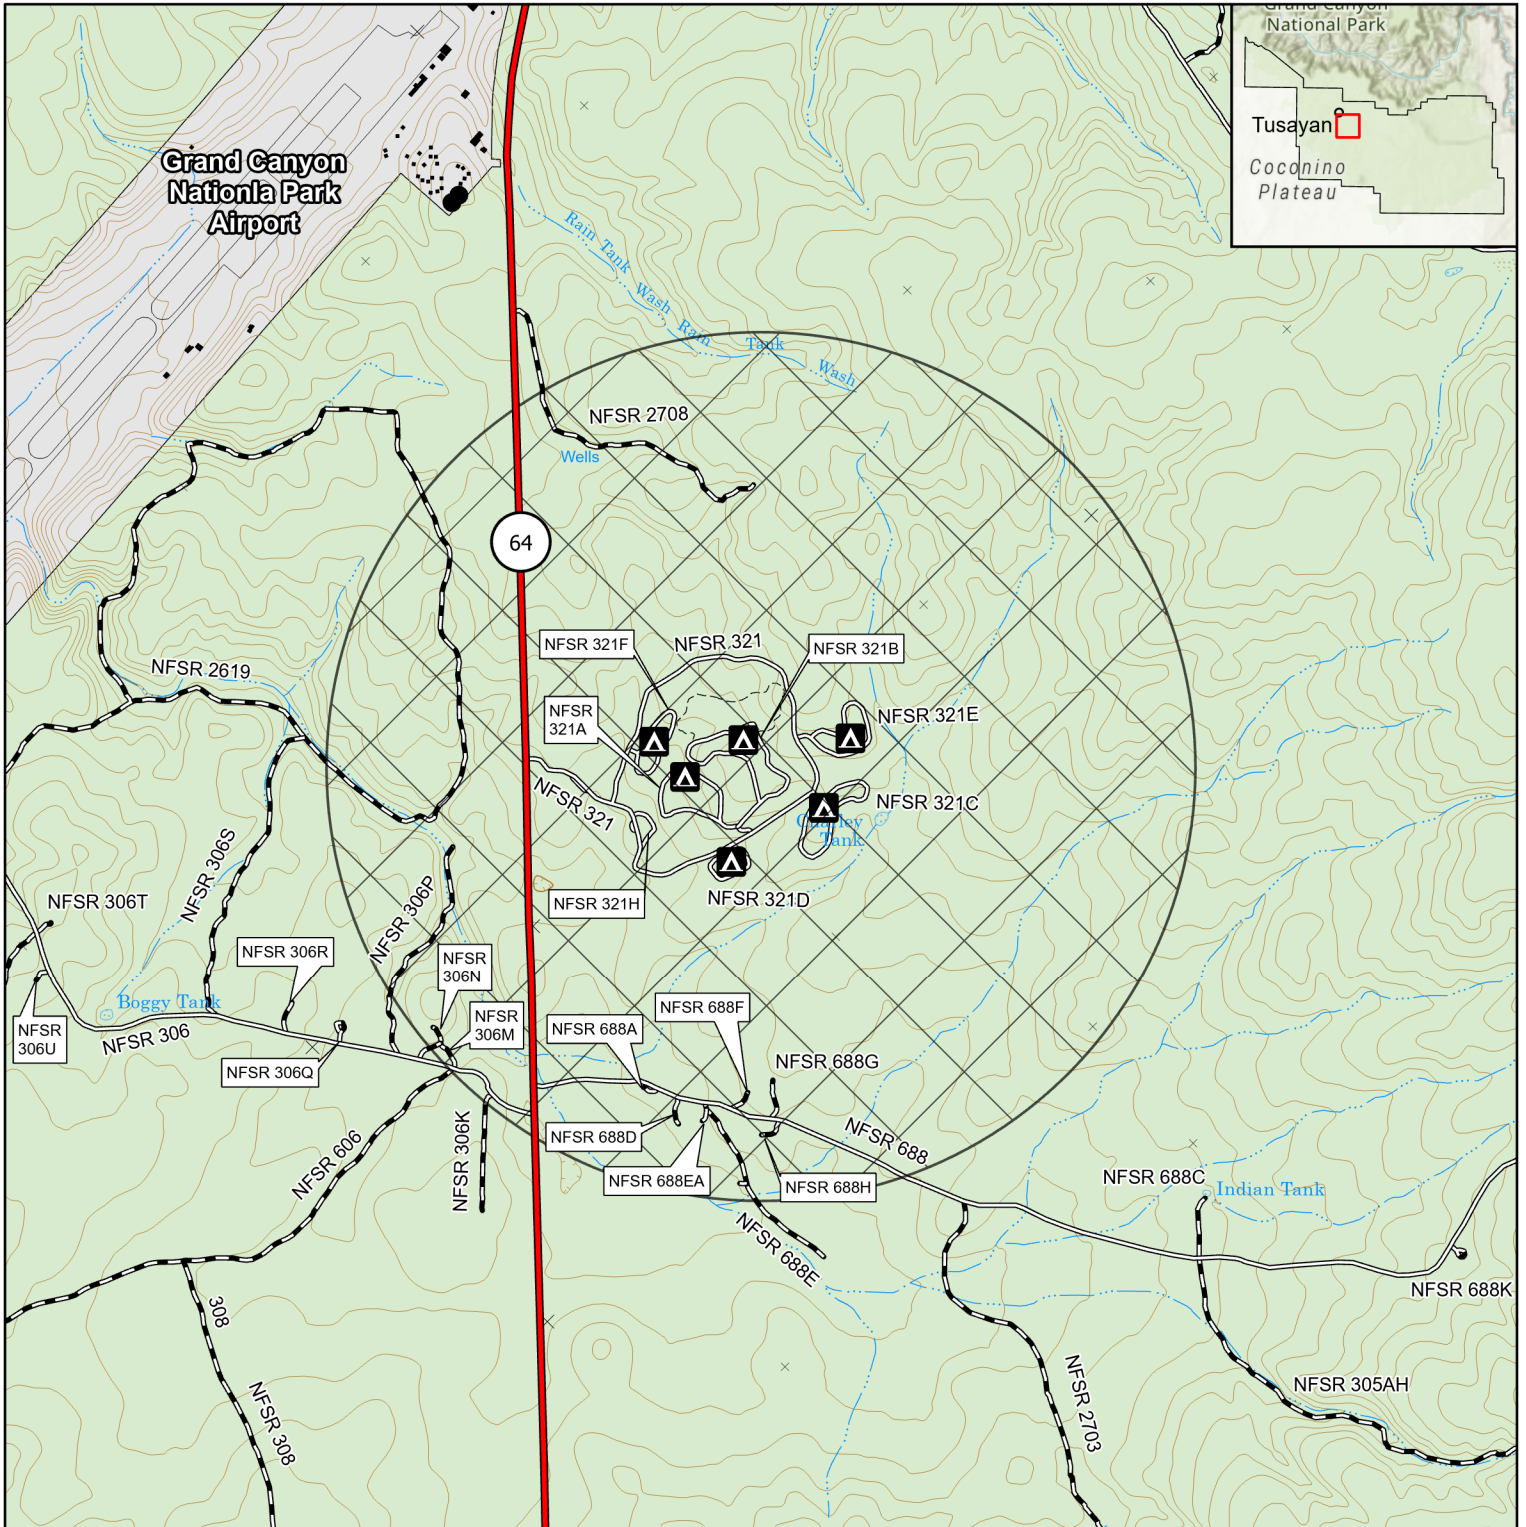 Grand Canyon
National Park
Tusayan
Coconino
Plateau
Grand Canyon
Nationla Park
Airport
Rain Tank
Wash Rain
Tank
Wash
NFSR 2708
Wells
64
NFSR 321F
NFSR 321
NFSR 321B
NFSR 2619
NFSR
321A
NFSR 321E
NFSR 321
NFSR 321C
Charley
Tank
NFSR 306S
NFSR 306P
NFSR 321H
NFSR 321D
NFSR 306T
NFSR 306R
NFSR
306N
Boggy Tank
NFSR 688F
NFSR
306M
NFSR 688A
NFSR
306U
NFSR 306
NFSR 306Q
NFSR 688G
NFSR 688D
NFSR 688
NFSR 606
NFSR 306K
NFSR 688EA
NFSR 688H
NFSR 688C
Indian Tank
NFSR 688E
NFSR 688K
308
NFSR 305AH
NFSR 2703
NFSR 308